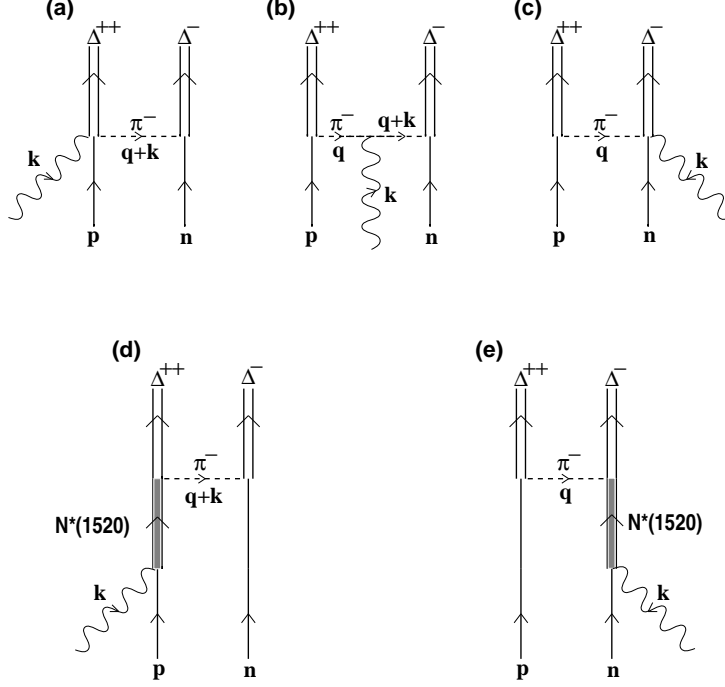 (a) (b) (c)
Δ++ Δ− Δ++ Δ− Δ++ Δ−
π− π− q+k π−
k q+k q q k
k
p n p n p n
(d) (e)
Δ++ Δ− Δ++ Δ−
π− π−
q+k q
N*(1520) N*(1520)
k k
p n p n